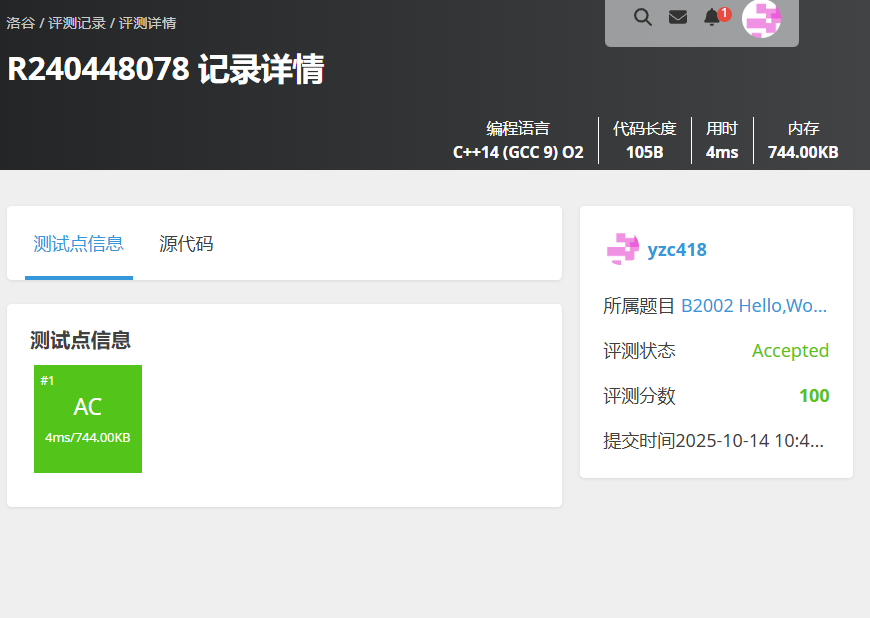 洛谷 / 评测记录 / 评测详情
1
R240448078 记录详情
编程语言 代码长度 用时 内存
C++14 (GCC 9) O2 105B 4ms 744.00KB
测试点信息 源代码
测试点信息
#1
AC
4ms/744.00KB
yzc418
所属题目 B2002 Hello,Wo...
评测状态 Accepted
评测分数 100
提交时间2025-10-14 10:4...